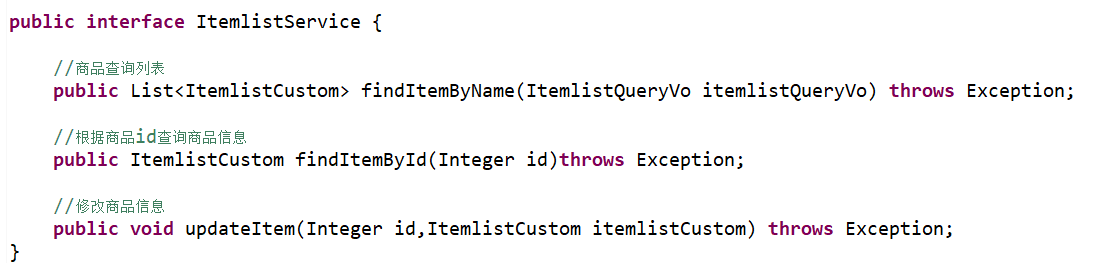 public interface ItemlistService {
//商品查询列表
public List<ItemlistCustom> findItemByName(ItemlistQueryVo itemlistQueryVo) throws Exception;
//根据商品id查询商品信息
public ItemlistCustom findItemById(Integer id)throws Exception;
//修改商品信息
public void updateItem(Integer id,ItemlistCustom itemlistCustom) throws Exception;
}